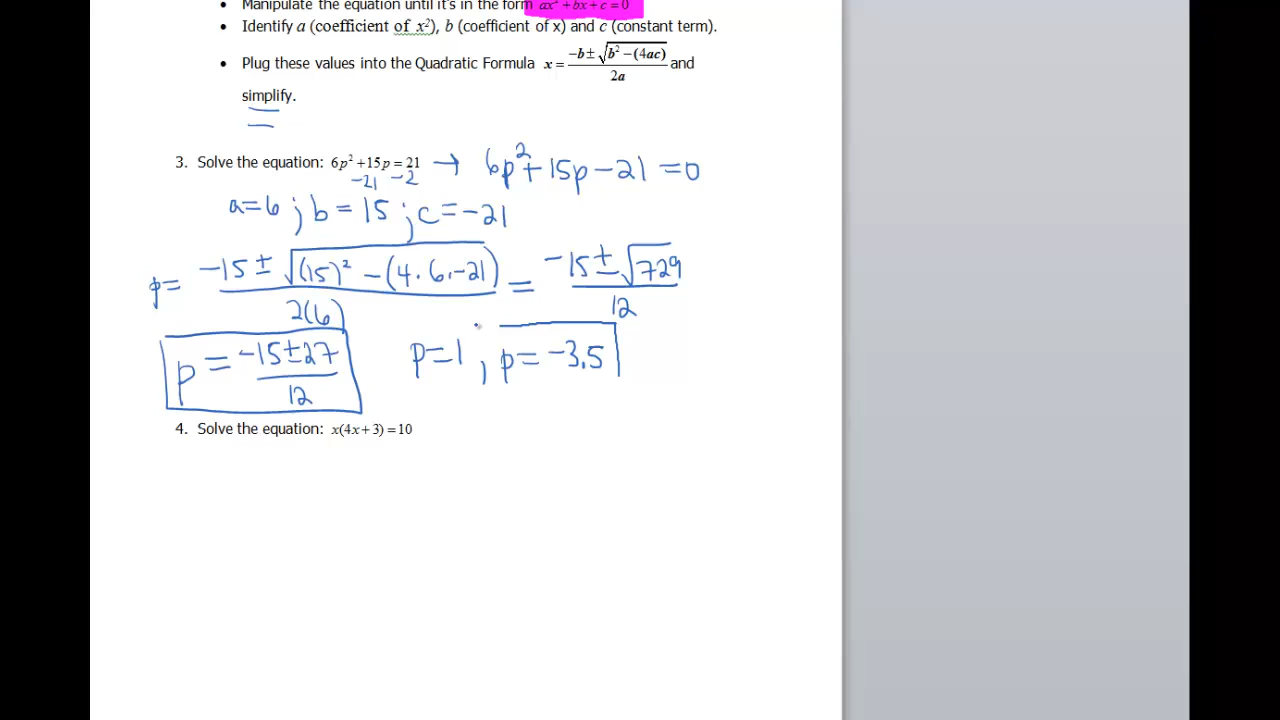 • Manipulate the equation until it's in the form ax² + bx + c = 0
• Identify a (coefficient of x²), b (coefficient of x) and c (constant term).
• Plug these values into the Quadratic Formula x = (-b ± √(b² - (4ac))) / 2a and
simplify.
3. Solve the equation: 6p² + 15p = 21 → 6p² + 15p - 21 = 0
-21 -2
a = 6 ; b = 15 ; c = -21
p = (-15 ± √((15)² - (4 · 6 · -21))) / 2(6) = (-15 ± √729) / 12
p = (-15 ± 27) / 12 p = 1 , p = -3.5
4. Solve the equation: x(4x + 3) = 10